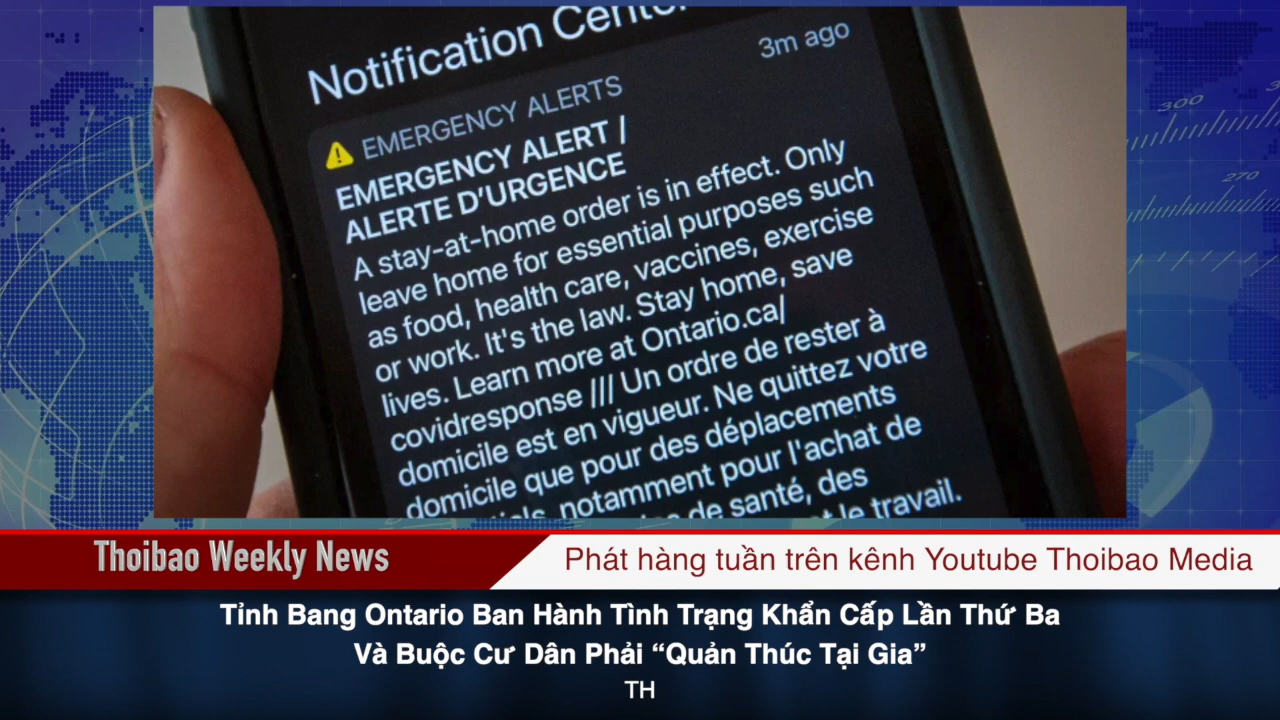 Notification Center
3m ago
EMERGENCY ALERTS
EMERGENCY ALERT /
ALERTE D'URGENCE
A stay-at-home order is in effect. Only
leave home for essential purposes such
as food, health care, vaccines, exercise
or work. It's the law. Stay home, save
lives. Learn more at Ontario.ca/
covidresponse /// Un ordre de rester à
domicile est en vigueur. Ne quittez votre
domicile que pour des déplacements
notamment pour l'achat de
de santé, des
le travail.
300
270
Thoibao Weekly News
Phát hàng tuần trên kênh Youtube Thoibao Media
Tỉnh Bang Ontario Ban Hành Tình Trạng Khẩn Cấp Lần Thứ Ba
Và Buộc Cư Dân Phải “Quản Thúc Tại Gia”
TH